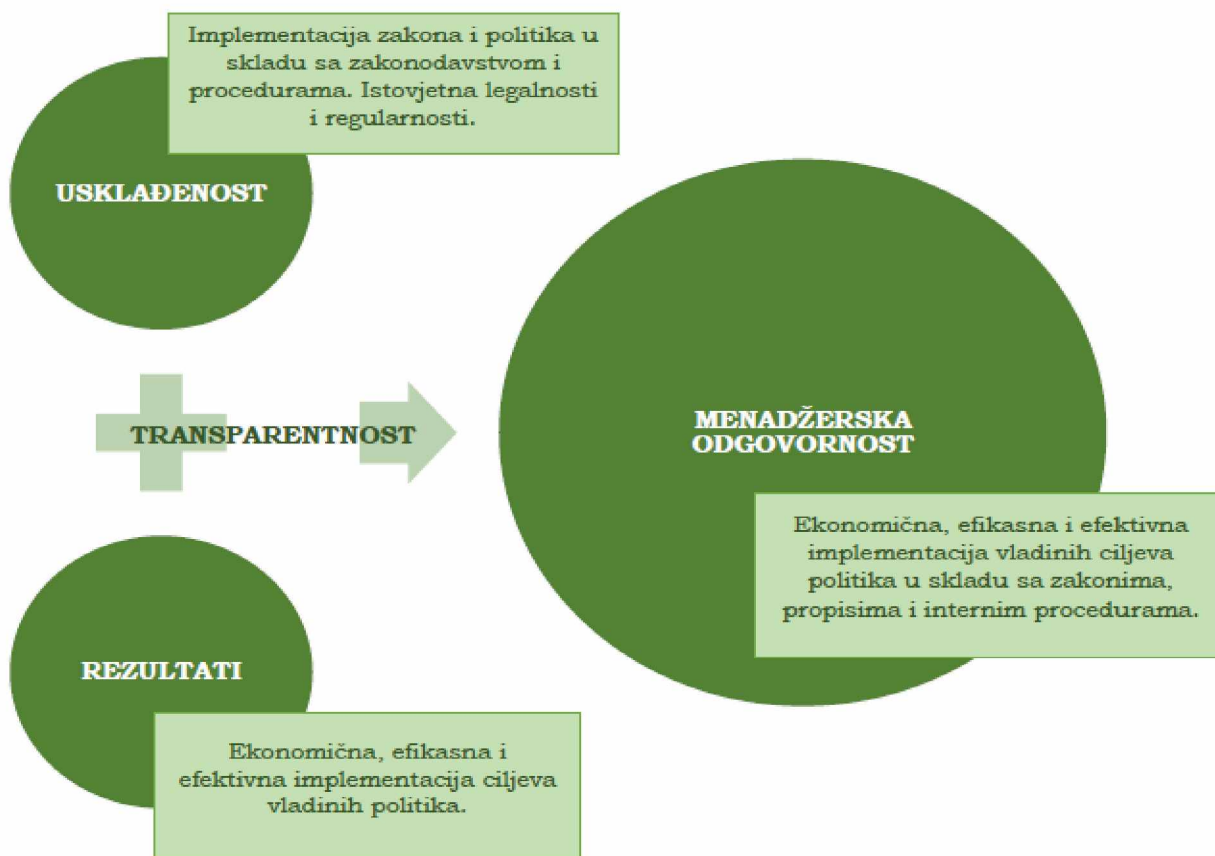 Implementacija zakona i politika u
skladu sa zakonodavstvom i
procedurama. Istovjetna legalnosti
i regularnosti.
USKLAĐENOST
TRANSPARENTNOST
MENADŽERSKA
ODGOVORNOST
Ekonomična, efikasna i efektivna
implementacija vladinih ciljeva
politika u skladu sa zakonima,
propisima i internim procedurama.
REZULTATI
Ekonomična, efikasna i
efektivna implementacija ciljeva
vladinih politika.